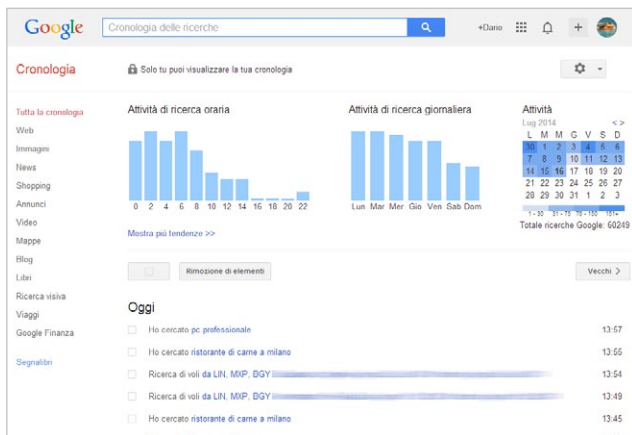 Google Cronologia delle ricerche +Dario
Cronologia Solo tu puoi visualizzare la tua cronologia
Tutta la cronologia
Web
Immagini
News
Shopping
Annunci
Video
Mappe
Blog
Libri
Ricerca visiva
Viaggi
Google Finanza
Segnalibri
Attività di ricerca oraria
0 2 4 6 8 10 12 14 16 18 20 22
Mostra più tendenze >>
Attività di ricerca giornaliera
Lun Mar Mer Gio Ven Sab Dom
Attività
Lug 2014 < >
L M M G V S D
30 1 2 3 4 5 6
7 8 9 10 11 12 13
14 15 16 17 18 19 20
21 22 23 24 25 26 27
28 29 30 31 1 2 3
1 - 30 31 - 75 76 - 150 151+
Totale ricerche Google: 60249
Rimozione di elementi Vecchi >
Oggi
Ho cercato pc professionale 13:57
Ho cercato ristorante di carne a milano 13:55
Ricerca di voli da LIN, MXP, BGY 13:54
Ricerca di voli da LIN, MXP, BGY 13:49
Ho cercato ristorante di carne a milano 13:45